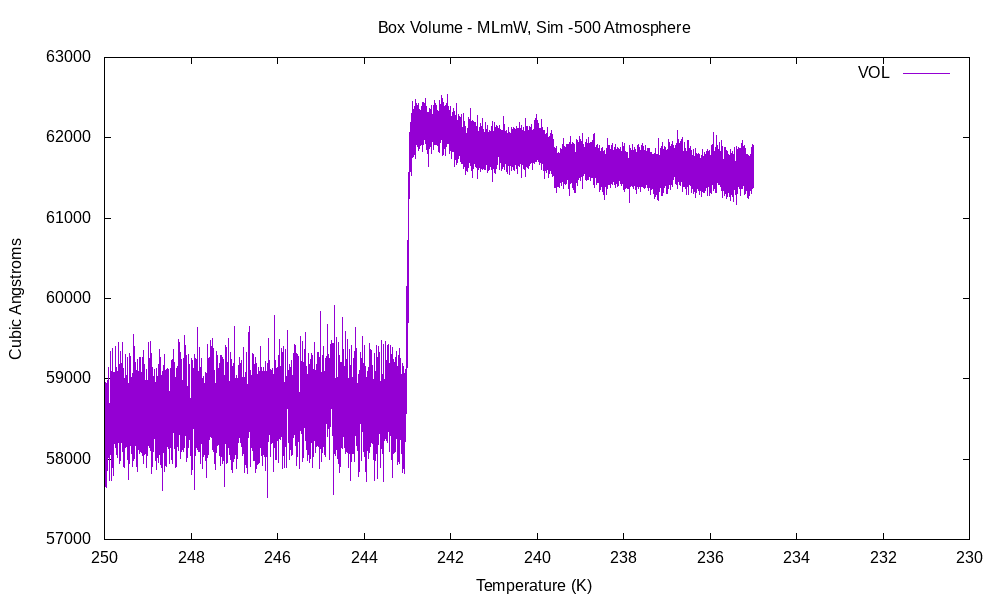 Box Volume - MLmW, Sim -500 Atmosphere
VOL
63000
62000
61000
60000
59000
58000
57000
Cubic Angstroms
250 248 246 244 242 240 238 236 234 232 230
Temperature (K)